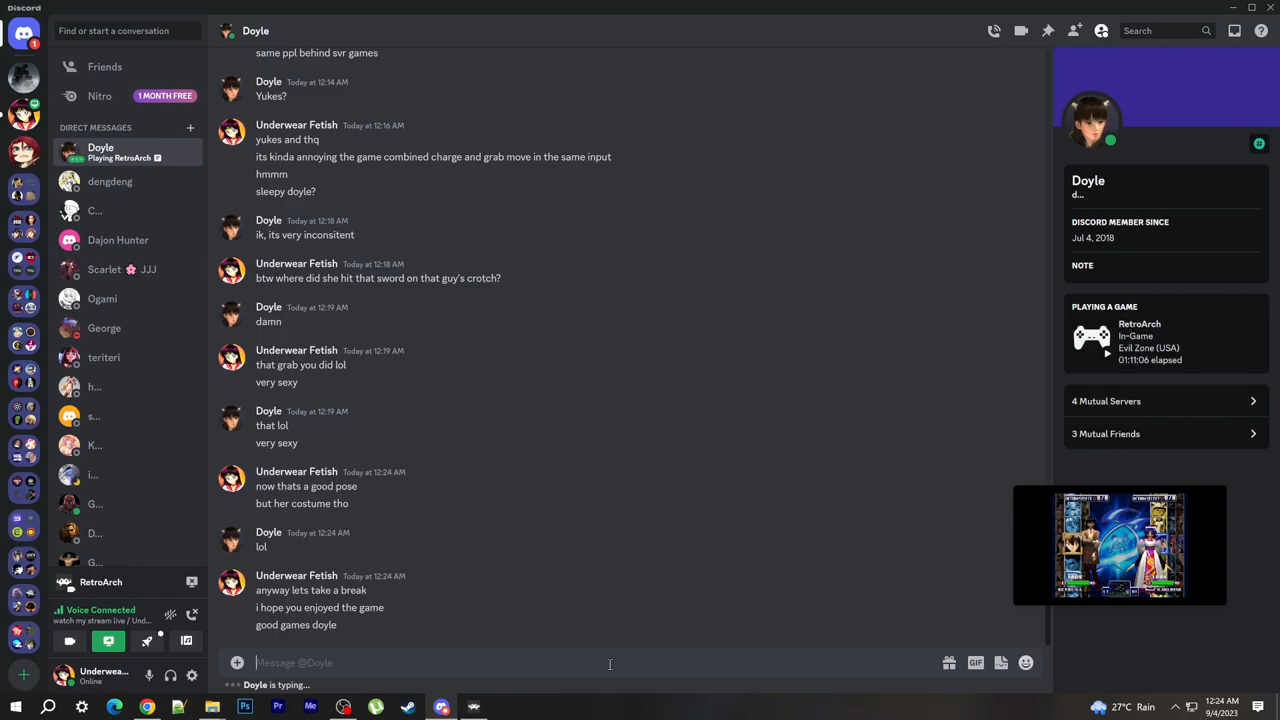 Discord
Find or start a conversation
Doyle
Search
1
Friends
Nitro
1 MONTH FREE
DIRECT MESSAGES
Doyle
Playing RetroArch
dengdeng
C...
Dajon Hunter
Scarlet 🌸 JJJ
Ogami
George
teriteri
h...
s...
K...
i...
G...
D...
G...
RetroArch
Voice Connected
watch my stream live / Und...
Underwea...
Online
same ppl behind svr games
Doyle Today at 12:14 AM
Yukes?
Underwear Fetish Today at 12:16 AM
yukes and thq
its kinda annoying the game combined charge and grab move in the same input
hmmm
sleepy doyle?
Doyle Today at 12:18 AM
ik, its very inconsitent
Underwear Fetish Today at 12:18 AM
btw where did she hit that sword on that guy's crotch?
Doyle Today at 12:19 AM
damn
Underwear Fetish Today at 12:19 AM
that grab you did lol
very sexy
Doyle Today at 12:19 AM
that lol
very sexy
Underwear Fetish Today at 12:24 AM
now thats a good pose
but her costume tho
Doyle Today at 12:24 AM
lol
Underwear Fetish Today at 12:24 AM
anyway lets take a break
i hope you enjoyed the game
good games doyle
Message @Doyle
GIF
Doyle is typing...
Doyle
d...
DISCORD MEMBER SINCE
Jul 4, 2018
NOTE
PLAYING A GAME
RetroArch
In-Game
Evil Zone (USA)
01:11:06 elapsed
4 Mutual Servers
3 Mutual Friends
Ps
Pr
Me
27°C Rain
12:24 AM
9/4/2023